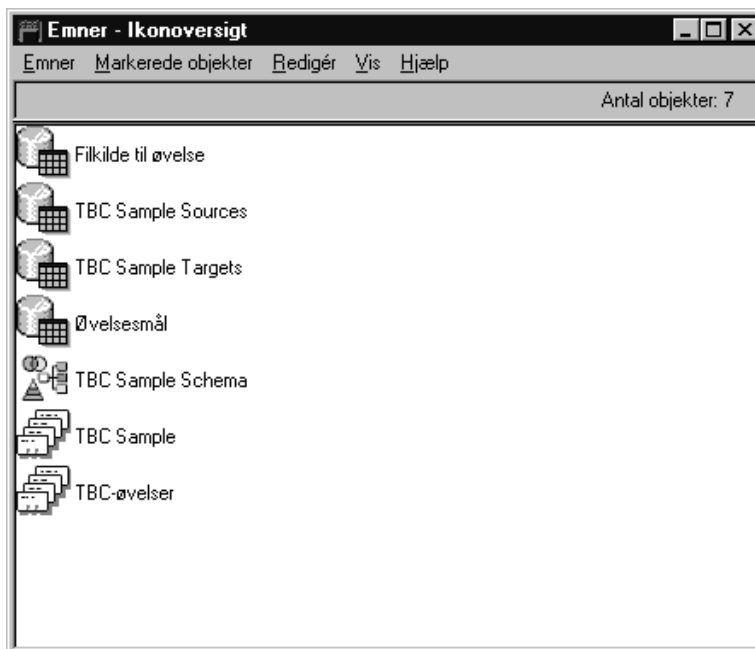 Emner - Ikonoversigt
Emner Markerede objekter Redigér Vis Hjælp
Antal objekter: 7
Filkilde til øvelse
TBC Sample Sources
TBC Sample Targets
Øvelsesmål
TBC Sample Schema
TBC Sample
TBC-øvelser